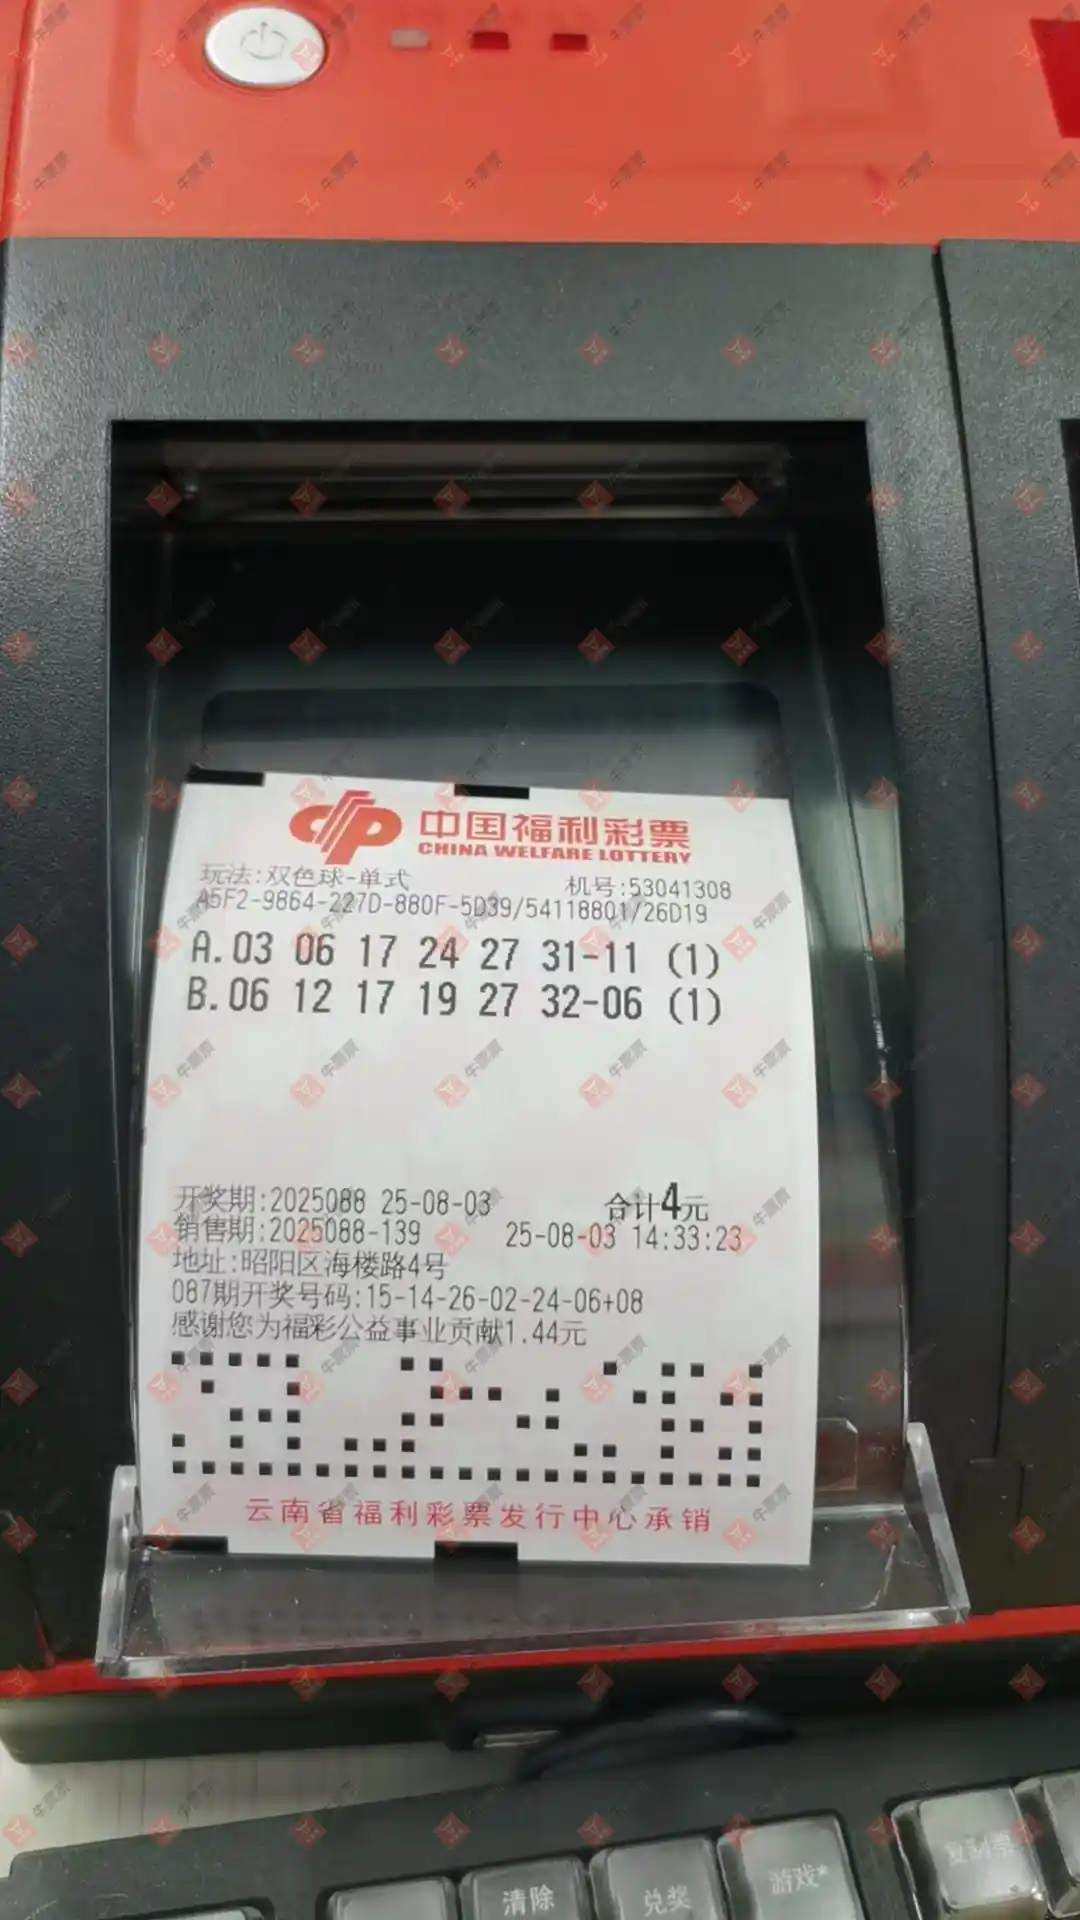 中国福利彩票
CHINA WELFARE LOTTERY
玩法:双色球-单式 机号:53041308
A5F2-9864-227D-880F-5D39/54118801/26D19
A.03 06 17 24 27 31-11 (1)
B.06 12 17 19 27 32-06 (1)
开奖期:2025088 25-08-03 合计4元
销售期:2025088-139 25-08-03 14:33:23
地址:昭阳区海楼路4号
087期开奖号码:15-14-26-02-24-06+08
感谢您为福彩公益事业贡献1.44元
云南省福利彩票发行中心承销
清除 兑奖 游戏* 复制票
牛票票